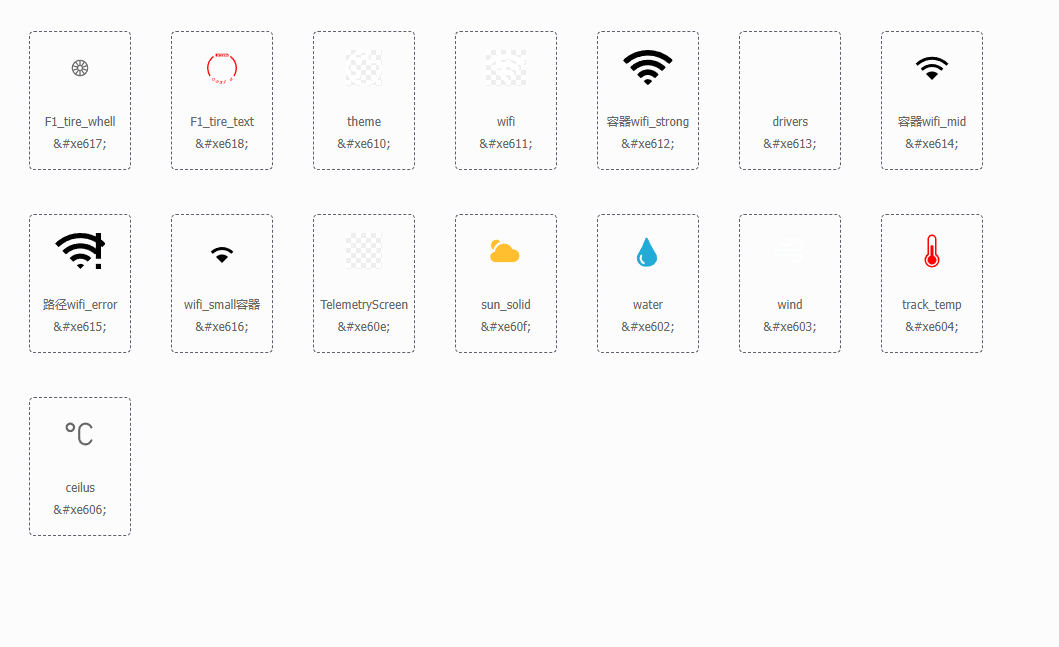 F1_tire_whell
&#xe617;
F1_tire_text
&#xe618;
theme
&#xe610;
wifi
&#xe611;
容器wifi_strong
&#xe612;
drivers
&#xe613;
容器wifi_mid
&#xe614;
路径wifi_error
&#xe615;
wifi_small容器
&#xe616;
TelemetryScreen
&#xe60e;
sun_solid
&#xe60f;
water
&#xe602;
wind
&#xe603;
track_temp
&#xe604;
°C
ceilus
&#xe606;